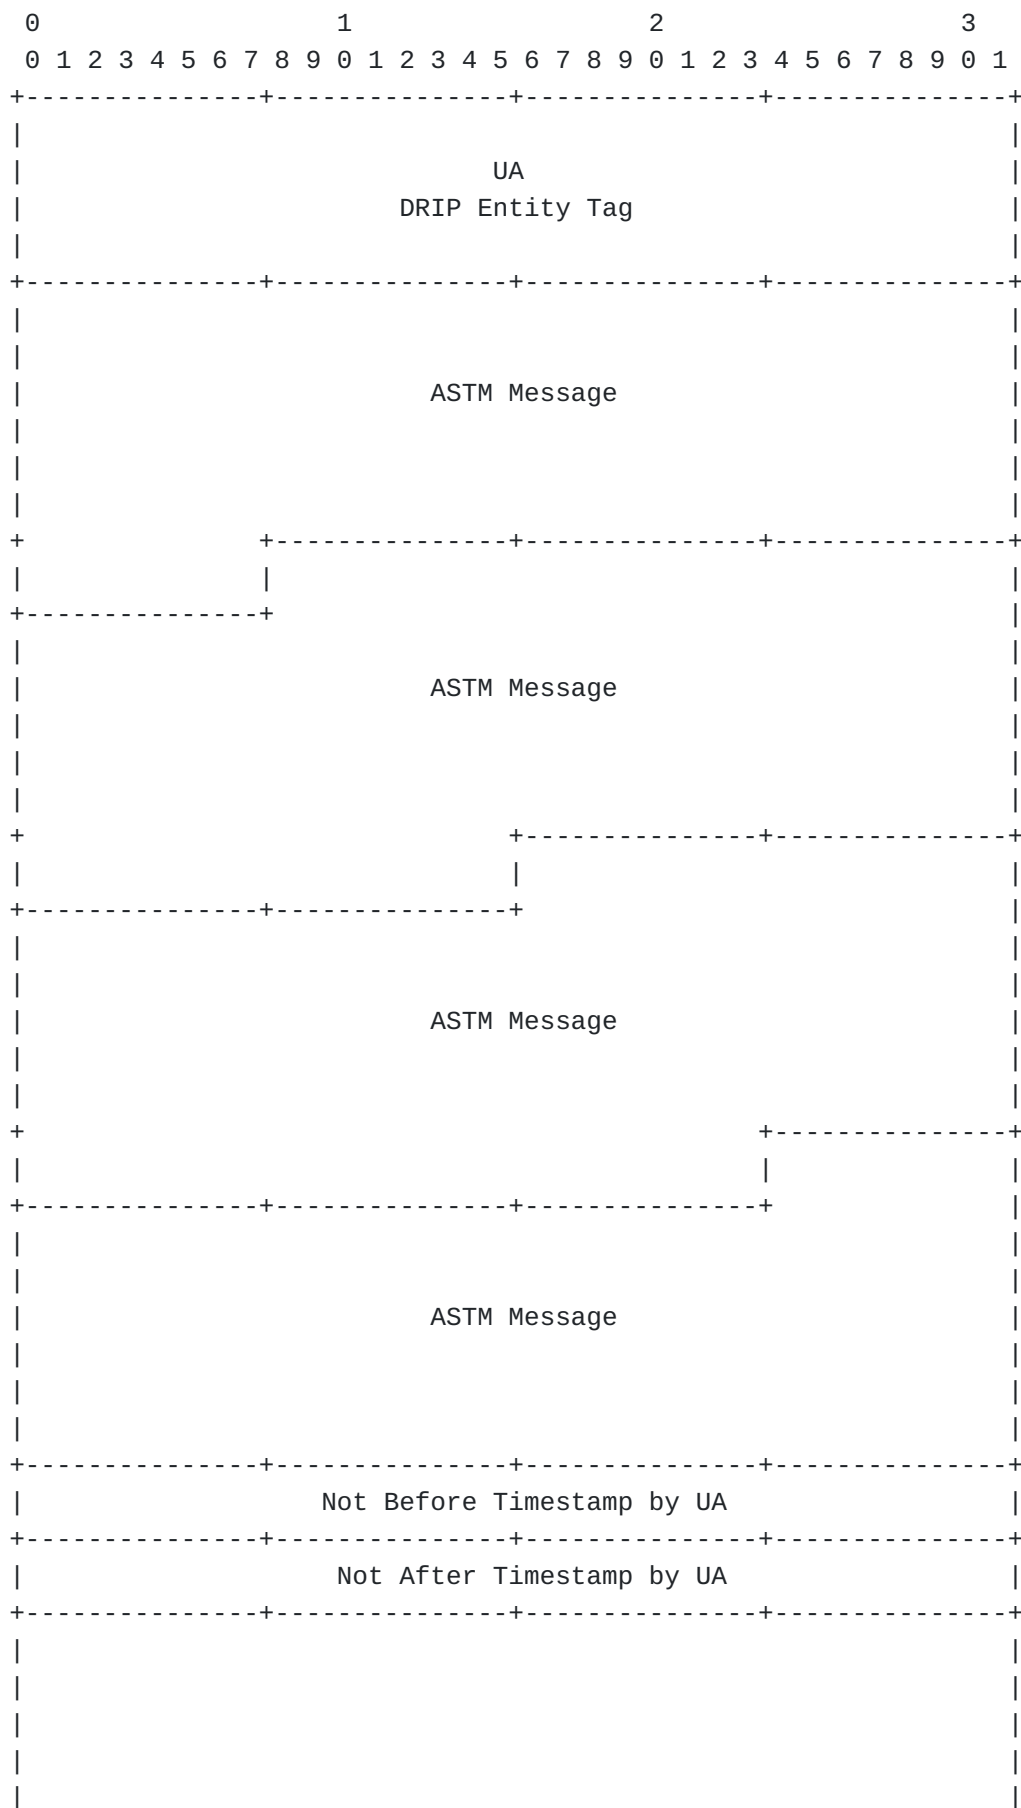 0                   1                   2                   3
 0 1 2 3 4 5 6 7 8 9 0 1 2 3 4 5 6 7 8 9 0 1 2 3 4 5 6 7 8 9 0 1
+---------------+---------------+---------------+---------------+
|                                                               |
|                              UA                               |
|                        DRIP Entity Tag                        |
|                                                               |
+---------------+---------------+---------------+---------------+
|                                                               |
|                                                               |
|                          ASTM Message                         |
|                                                               |
|                                                               |
|                                                               |
+               +---------------+---------------+---------------+
|               |                                               |
+---------------+                                               |
|                                                               |
|                          ASTM Message                         |
|                                                               |
|                                                               |
|                                                               |
+                               +---------------+---------------+
|                               |                               |
+---------------+---------------+                               |
|                                                               |
|                                                               |
|                          ASTM Message                         |
|                                                               |
|                                                               |
+                                               +---------------+
|                                               |               |
+---------------+---------------+---------------+               |
|                                                               |
|                                                               |
|                          ASTM Message                         |
|                                                               |
|                                                               |
|                                                               |
+---------------+---------------+---------------+---------------+
|                   Not Before Timestamp by UA                  |
+---------------+---------------+---------------+---------------+
|                    Not After Timestamp by UA                  |
+---------------+---------------+---------------+---------------+
|                                                               |
|                                                               |
|                                                               |
|                                                               |
|                                                               |